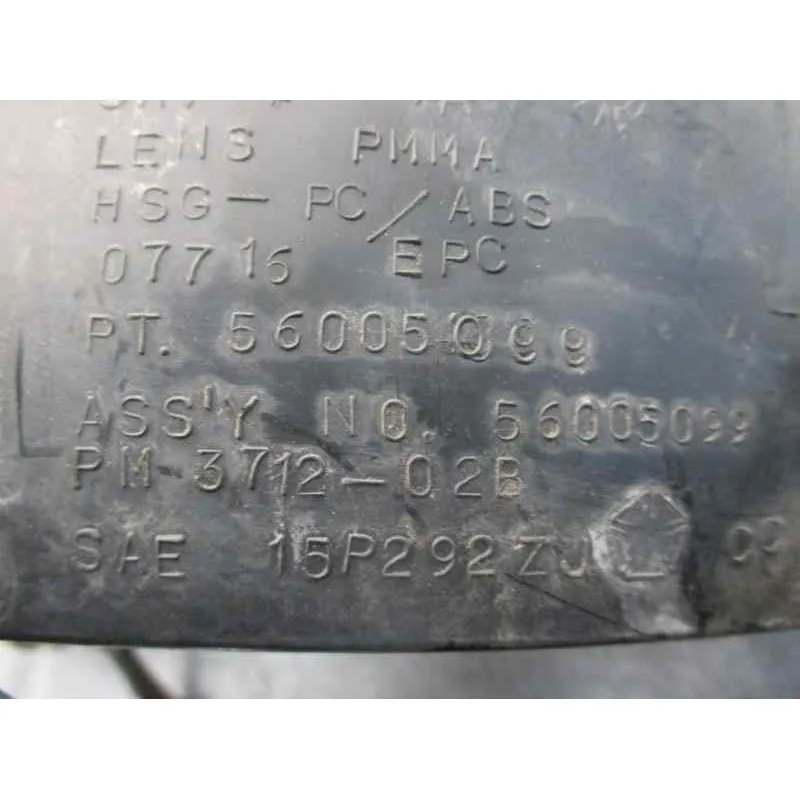 LENS PMMA
HSG- PC/ABS
07716 EPC
PT. 56005099
ASS'Y NO. 56005099
PM 3712-02B
SAE 15P292ZJ